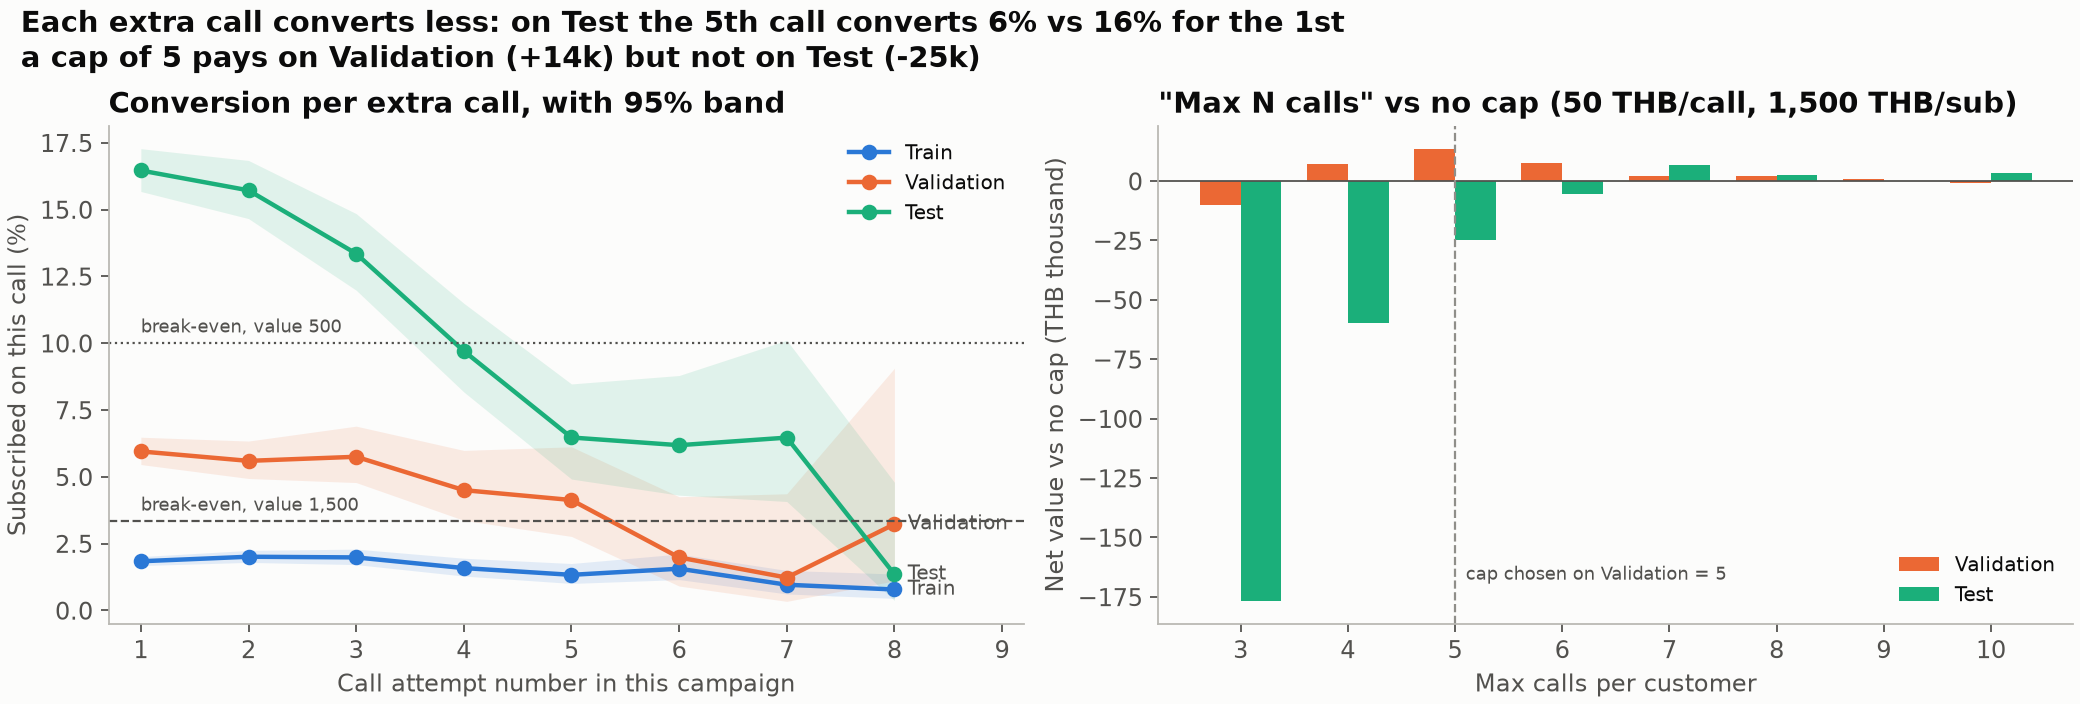 Each extra call converts less: on Test the 5th call converts 6% vs 16% for the 1st
a cap of 5 pays on Validation (+14k) but not on Test (-25k)
Conversion per extra call, with 95% band
Subscribed on this call (%)
17.5
15.0
12.5
10.0
7.5
5.0
2.5
0.0
Train
Validation
Test
break-even, value 500
break-even, value 1,500
Validation
Test
Train
1 2 3 4 5 6 7 8 9
Call attempt number in this campaign
"Max N calls" vs no cap (50 THB/call, 1,500 THB/sub)
Net value vs no cap (THB thousand)
0
−25
−50
−75
−100
−125
−150
−175
cap chosen on Validation = 5
Validation
Test
3 4 5 6 7 8 9 10
Max calls per customer